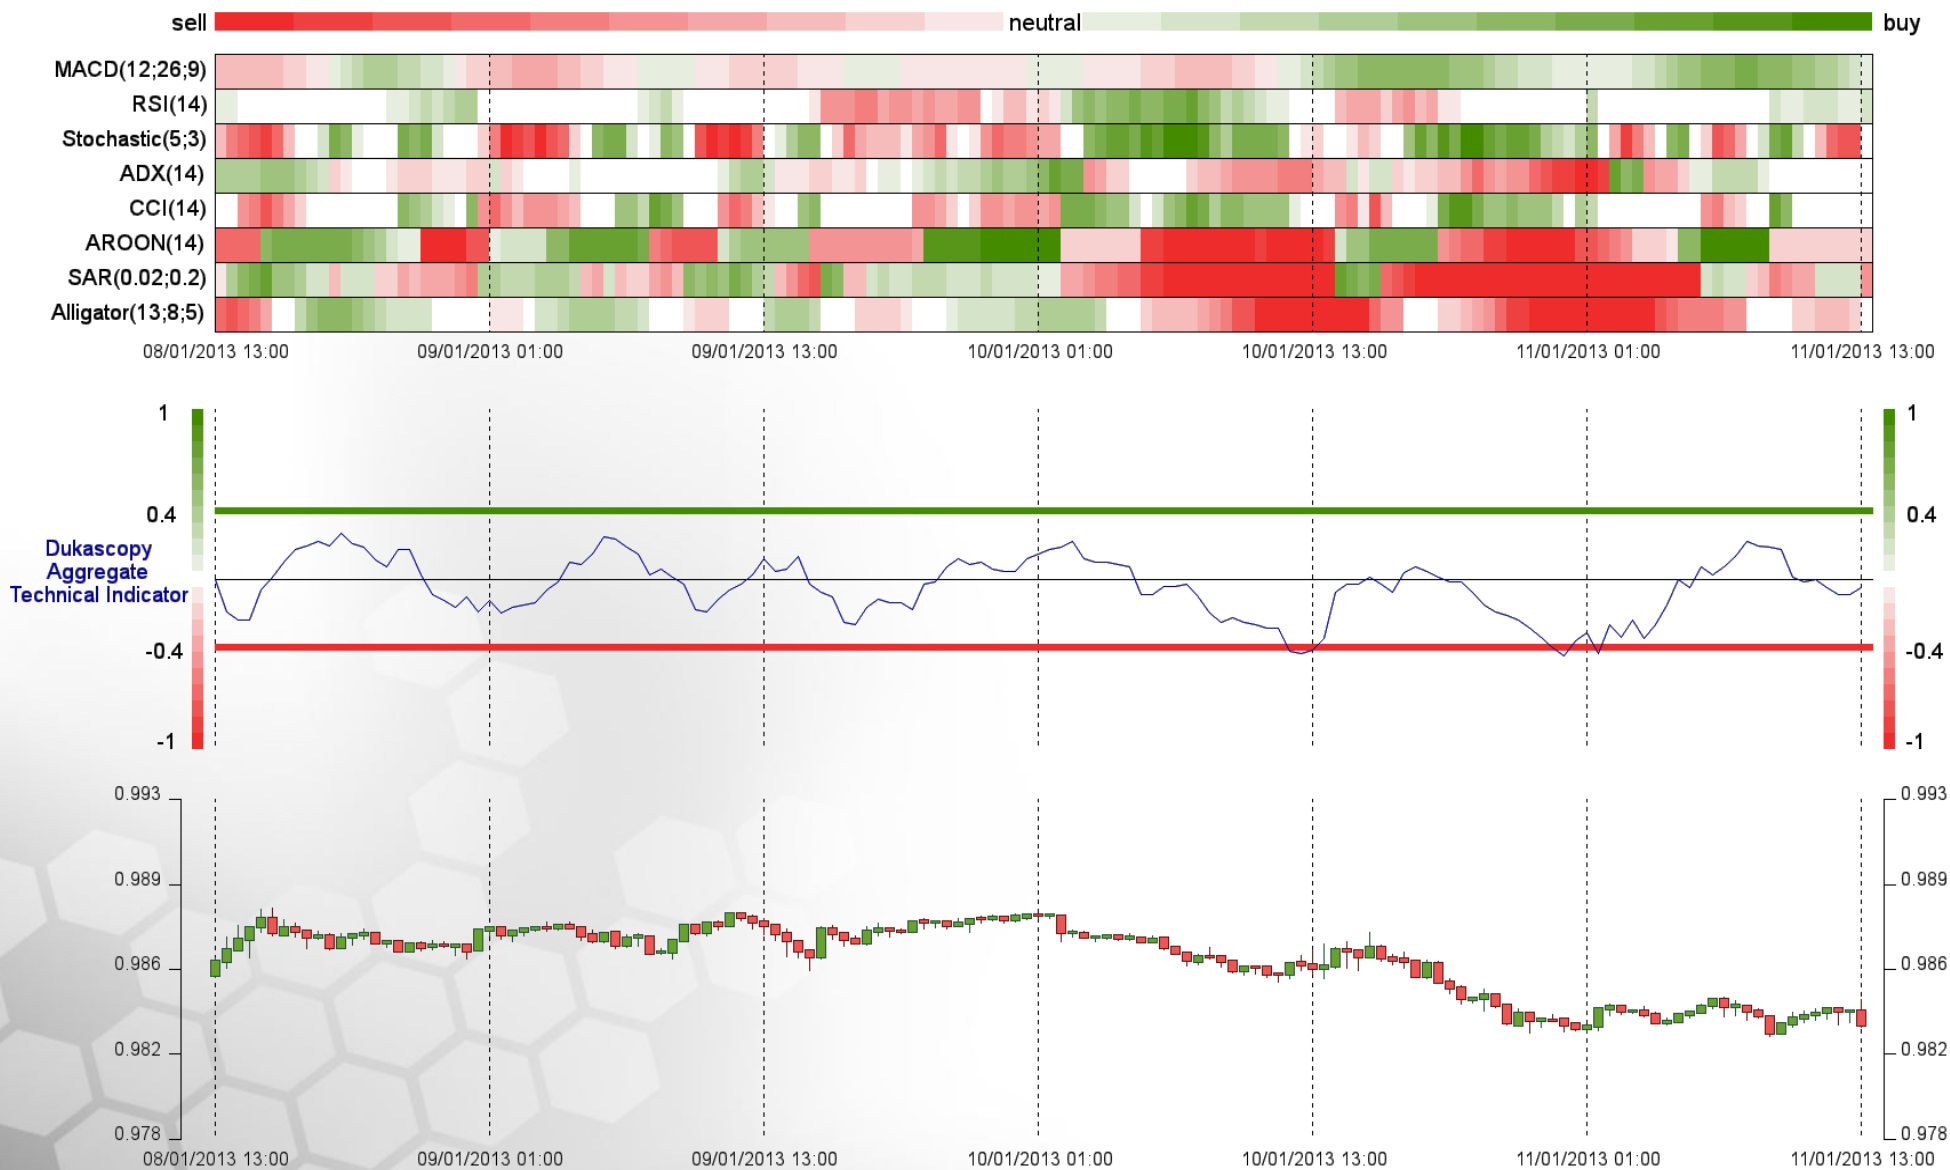 sell neutral buy
MACD(12;26;9)
RSI(14)
Stochastic(5;3)
ADX(14)
CCI(14)
AROON(14)
SAR(0.02;0.2)
Alligator(13;8;5)
08/01/2013 13:00 09/01/2013 01:00 09/01/2013 13:00 10/01/2013 01:00 10/01/2013 13:00 11/01/2013 01:00 11/01/2013 13:00
1 1
0.4 0.4
Dukascopy
Aggregate
Technical Indicator
-0.4 -0.4
-1 -1
0.993 0.993
0.989 0.989
0.986 0.986
0.982 0.982
0.978 0.978
08/01/2013 13:00 09/01/2013 01:00 09/01/2013 13:00 10/01/2013 01:00 10/01/2013 13:00 11/01/2013 01:00 11/01/2013 13:00